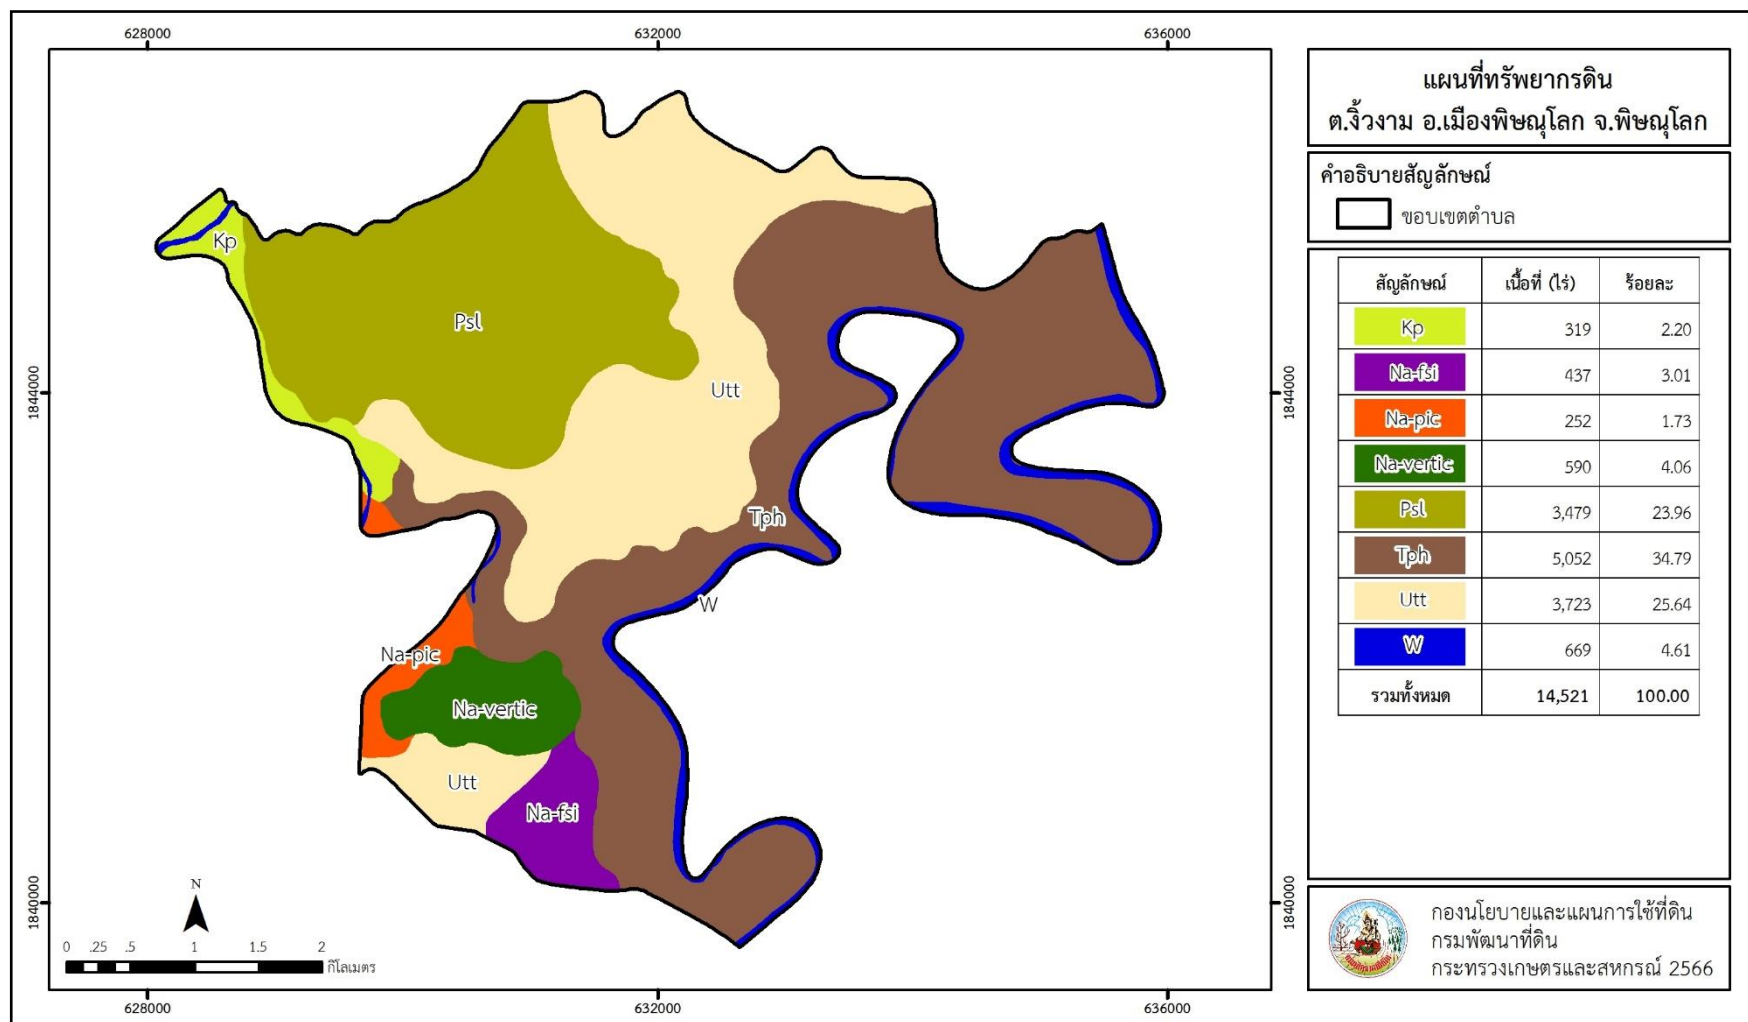 628000
632000
636000
1844000
1840000
1844000
1840000
628000
632000
636000
Kp
Psl
Utt
Tph
W
Na-pic
Na-vertic
Utt
Na-fsi
N
0 .25 .5 1 1.5 2
กิโลเมตร
แผนที่ทรัพยากรดิน
ต.งิ้วงาม อ.เมืองพิษณุโลก จ.พิษณุโลก
คำอธิบายสัญลักษณ์
ขอบเขตตำบล
สัญลักษณ์ เนื้อที่ (ไร่) ร้อยละ
Kp 319 2.20
Na-fsi 437 3.01
Na-pic 252 1.73
Na-vertic 590 4.06
Psl 3,479 23.96
Tph 5,052 34.79
Utt 3,723 25.64
W 669 4.61
รวมทั้งหมด 14,521 100.00
กองนโยบายและแผนการใช้ที่ดิน
กรมพัฒนาที่ดิน
กระทรวงเกษตรและสหกรณ์ 2566